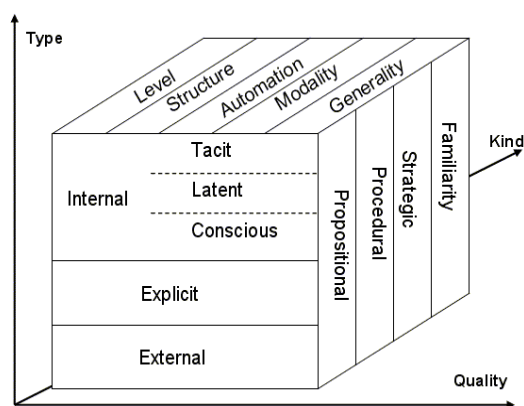 Type
Level
Structure
Automation
Modality
Generality
Tacit
Latent
Conscious
Internal
Explicit
External
Propositional
Procedural
Strategic
Familiarity
Kind
Quality